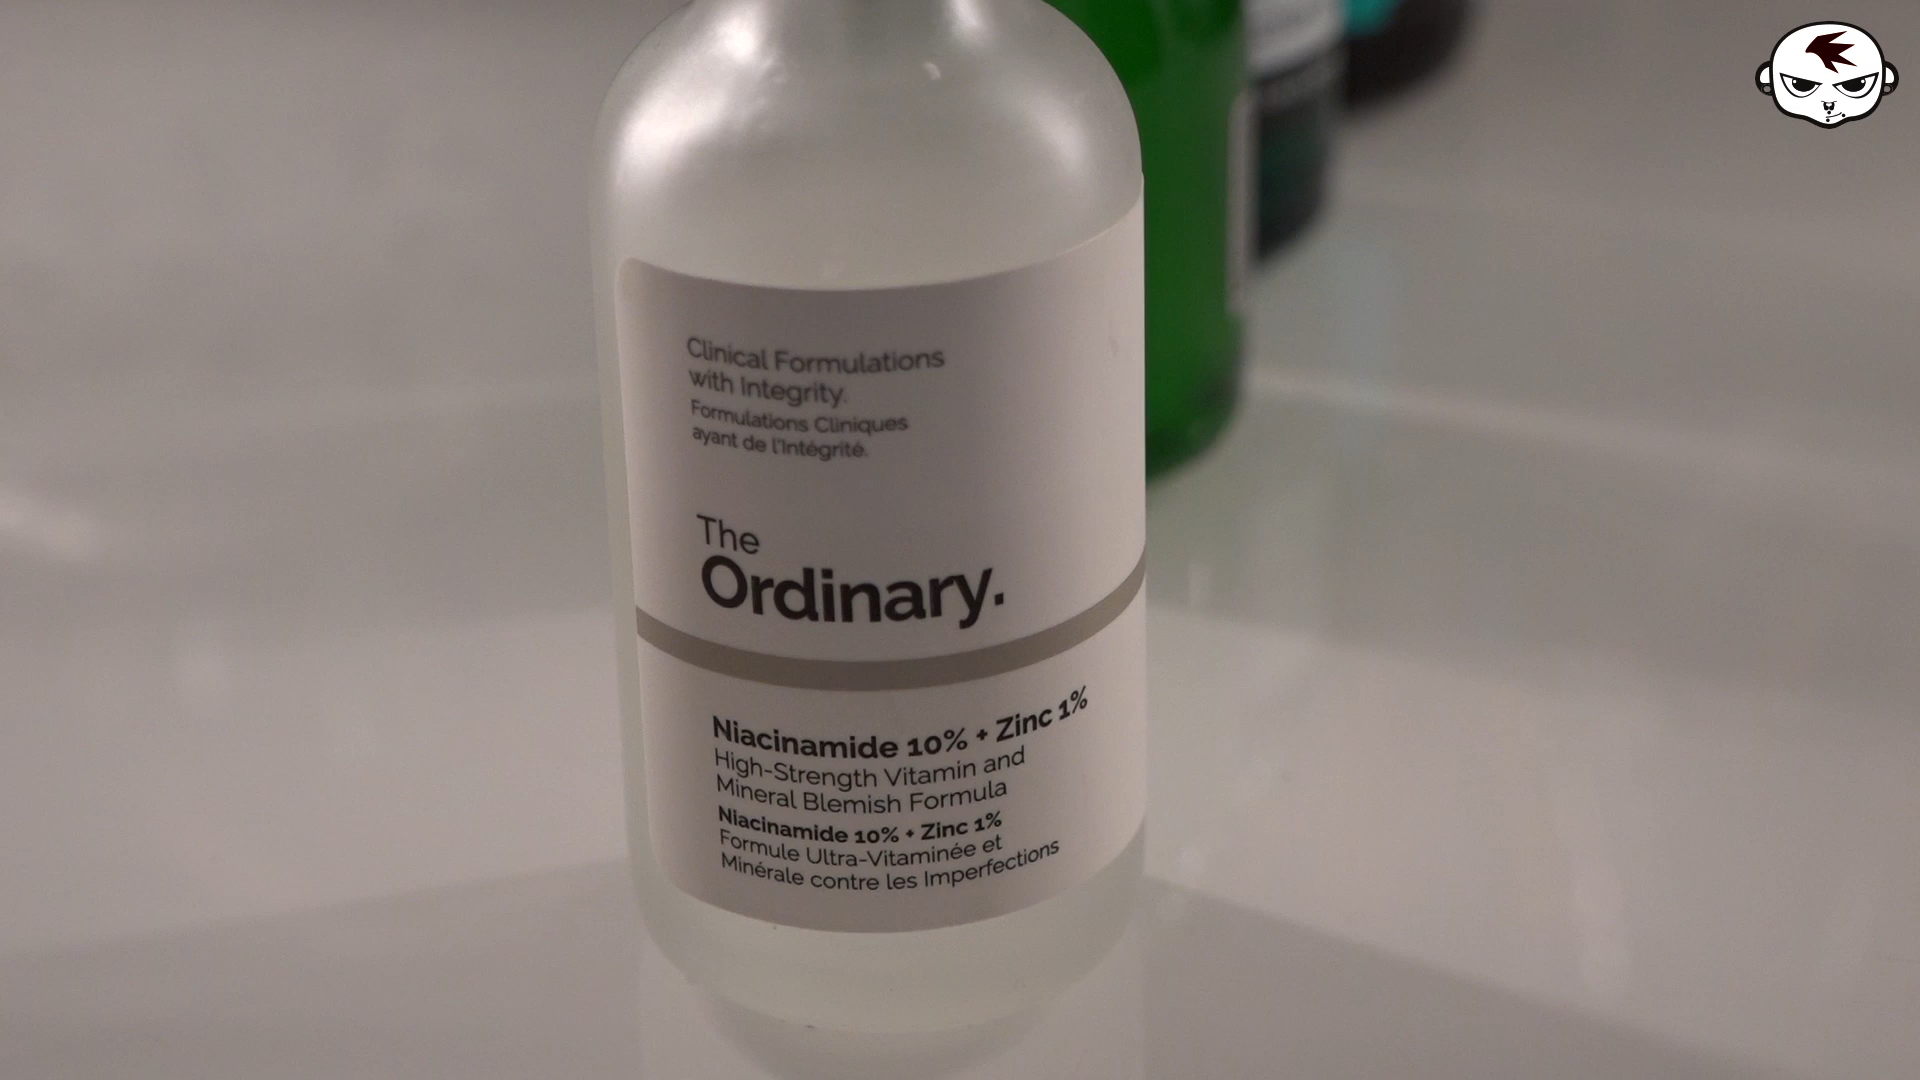 Clinical Formulations
with Integrity.
Formulations Cliniques
ayant de l'Intégrité.
The
Ordinary.
Niacinamide 10% + Zinc 1%
High-Strength Vitamin and
Mineral Blemish Formula
Niacinamide 10% + Zinc 1%
Formule Ultra-Vitaminée et
Minérale contre les Imperfections